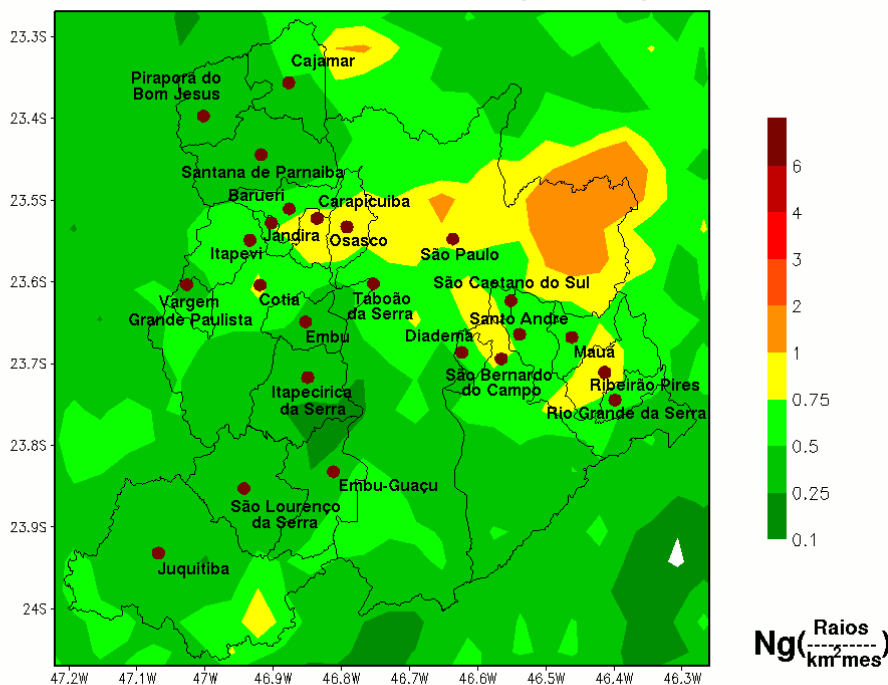 23.3S
Cajamar
Pirapora do
Bom Jesus
23.4S
Santana de Parnaiba
6
Barueri
23.5S
Carapicuiba
4
Jandira
Osasco
Itapevi
São Paulo
3
23.6S
São Caetano do Sul
Vargem
Grande Paulista
Cotia
Taboão
da Serra
2
Santo Andre
Embu
Diadema
Mauá
1
23.7S
São Bernardo
do Campo
Ribeirão Pires
Itapecirica
da Serra
0.75
Rio Grande da Serra
23.8S
0.5
Embu-Guaçu
0.25
São Lourenço
da Serra
23.9S
0.1
Juquitiba
24S
Ng(Raios
km²mes)
47.2W 47.1W 47W 46.9W 46.8W 46.7W 46.6W 46.5W 46.4W 46.3W